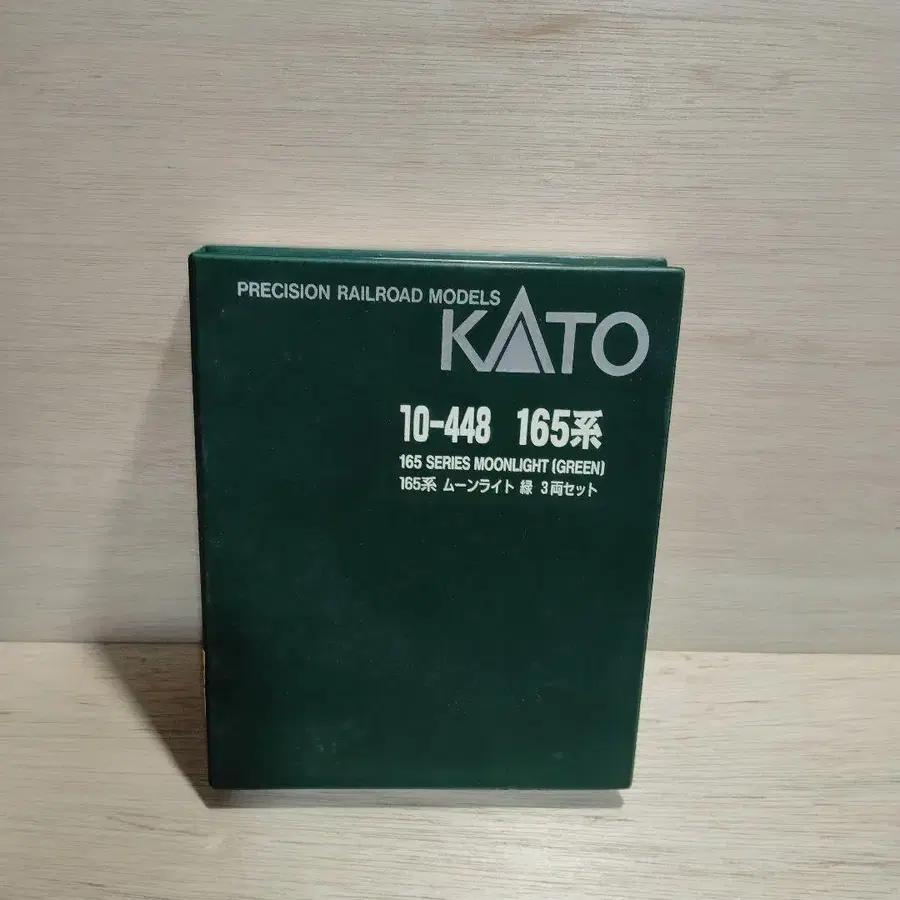 PRECISION RAILROAD MODELS
KATO
10-448 165系
165 SERIES MOONLIGHT (GREEN)
165系 ムーンライト 緑 3両セット